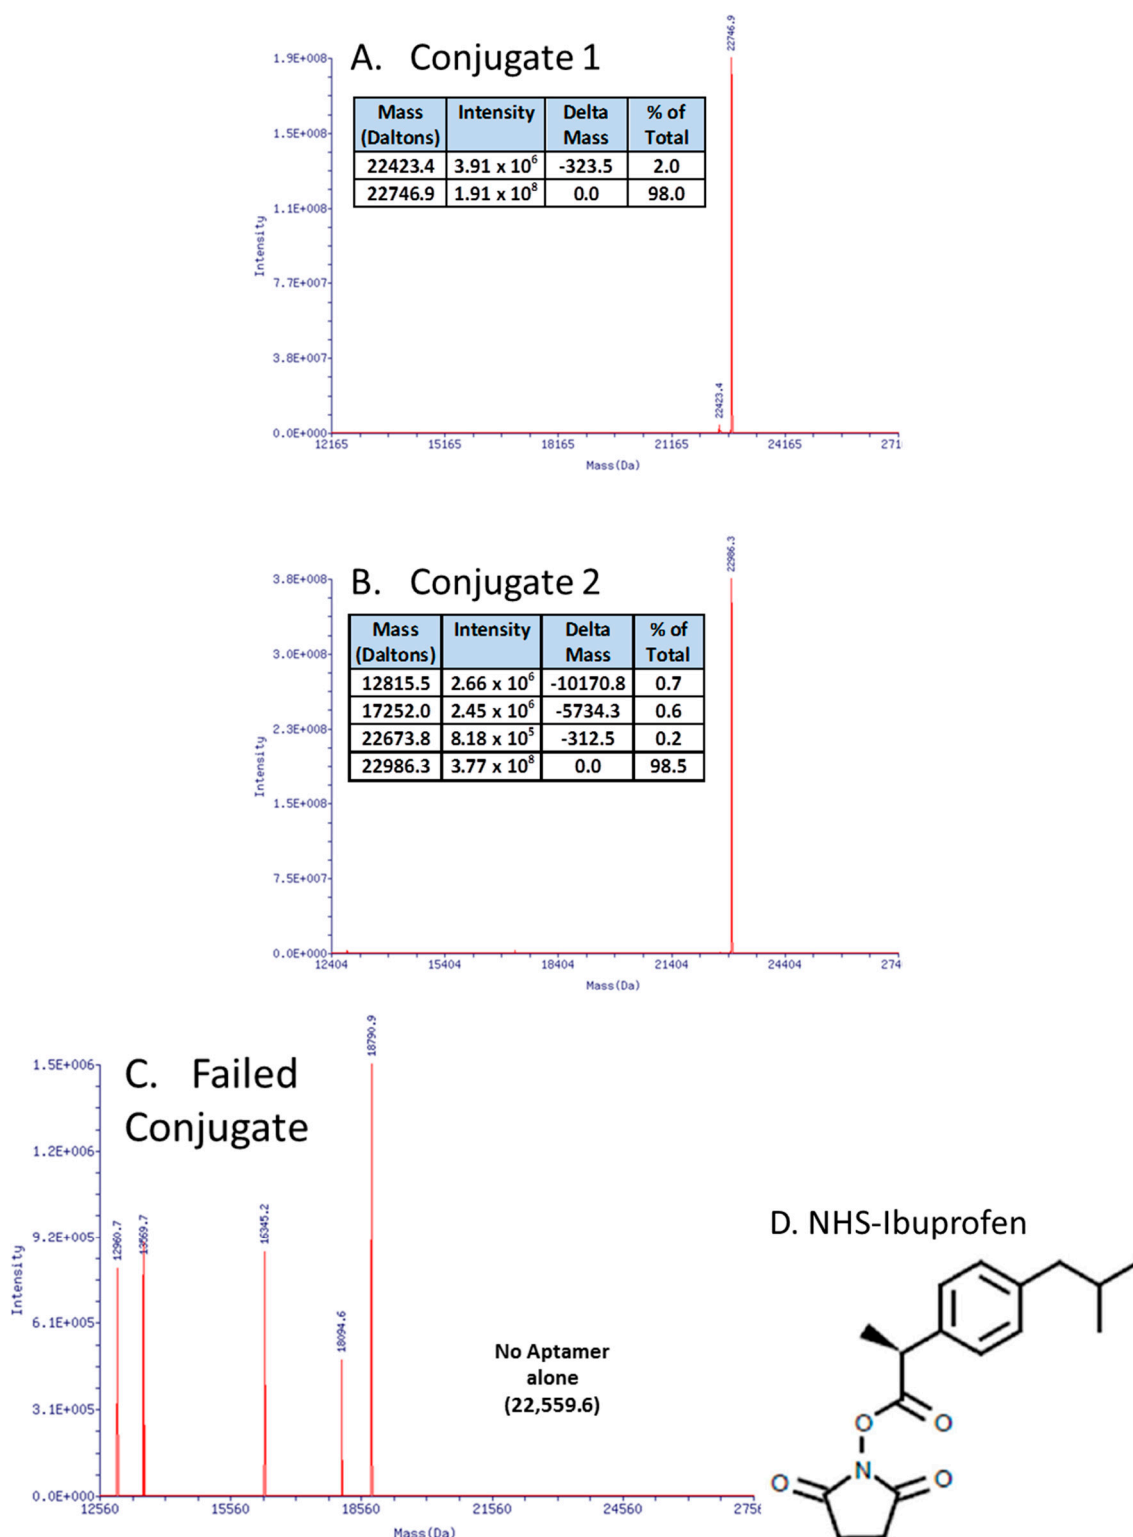 A. Conjugate 1
22746.9
1.9E+008
1.5E+008
1.1E+008
7.7E+007
3.8E+007
0.0E+000
Intensity
Mass (Daltons) Intensity Delta Mass % of Total
22423.4 3.91 x 10⁶ -323.5 2.0
22746.9 1.91 x 10⁸ 0.0 98.0
22423.4
12165 15165 18165 21165 24165 2716
Mass(Da)
B. Conjugate 2
22986.3
3.8E+008
3.0E+008
2.3E+008
1.5E+008
7.5E+007
0.0E+000
Intensity
Mass (Daltons) Intensity Delta Mass % of Total
12815.5 2.66 x 10⁶ -10170.8 0.7
17252.0 2.45 x 10⁶ -5734.3 0.6
22673.8 8.18 x 10⁵ -312.5 0.2
22986.3 3.77 x 10⁸ 0.0 98.5
12404 15404 18404 21404 24404
Mass(Da)
C. Failed
Conjugate
1.5E+006
1.2E+006
9.2E+005
6.1E+005
3.1E+005
0.0E+000
Intensity
12960.7
13569.7
16345.2
18094.6
18790.9
No Aptamer
alone
(22,559.6)
12560 15560 18560 21560 24560 2756
Mass(Da)
D. NHS-Ibuprofen
O
O
N
O
O